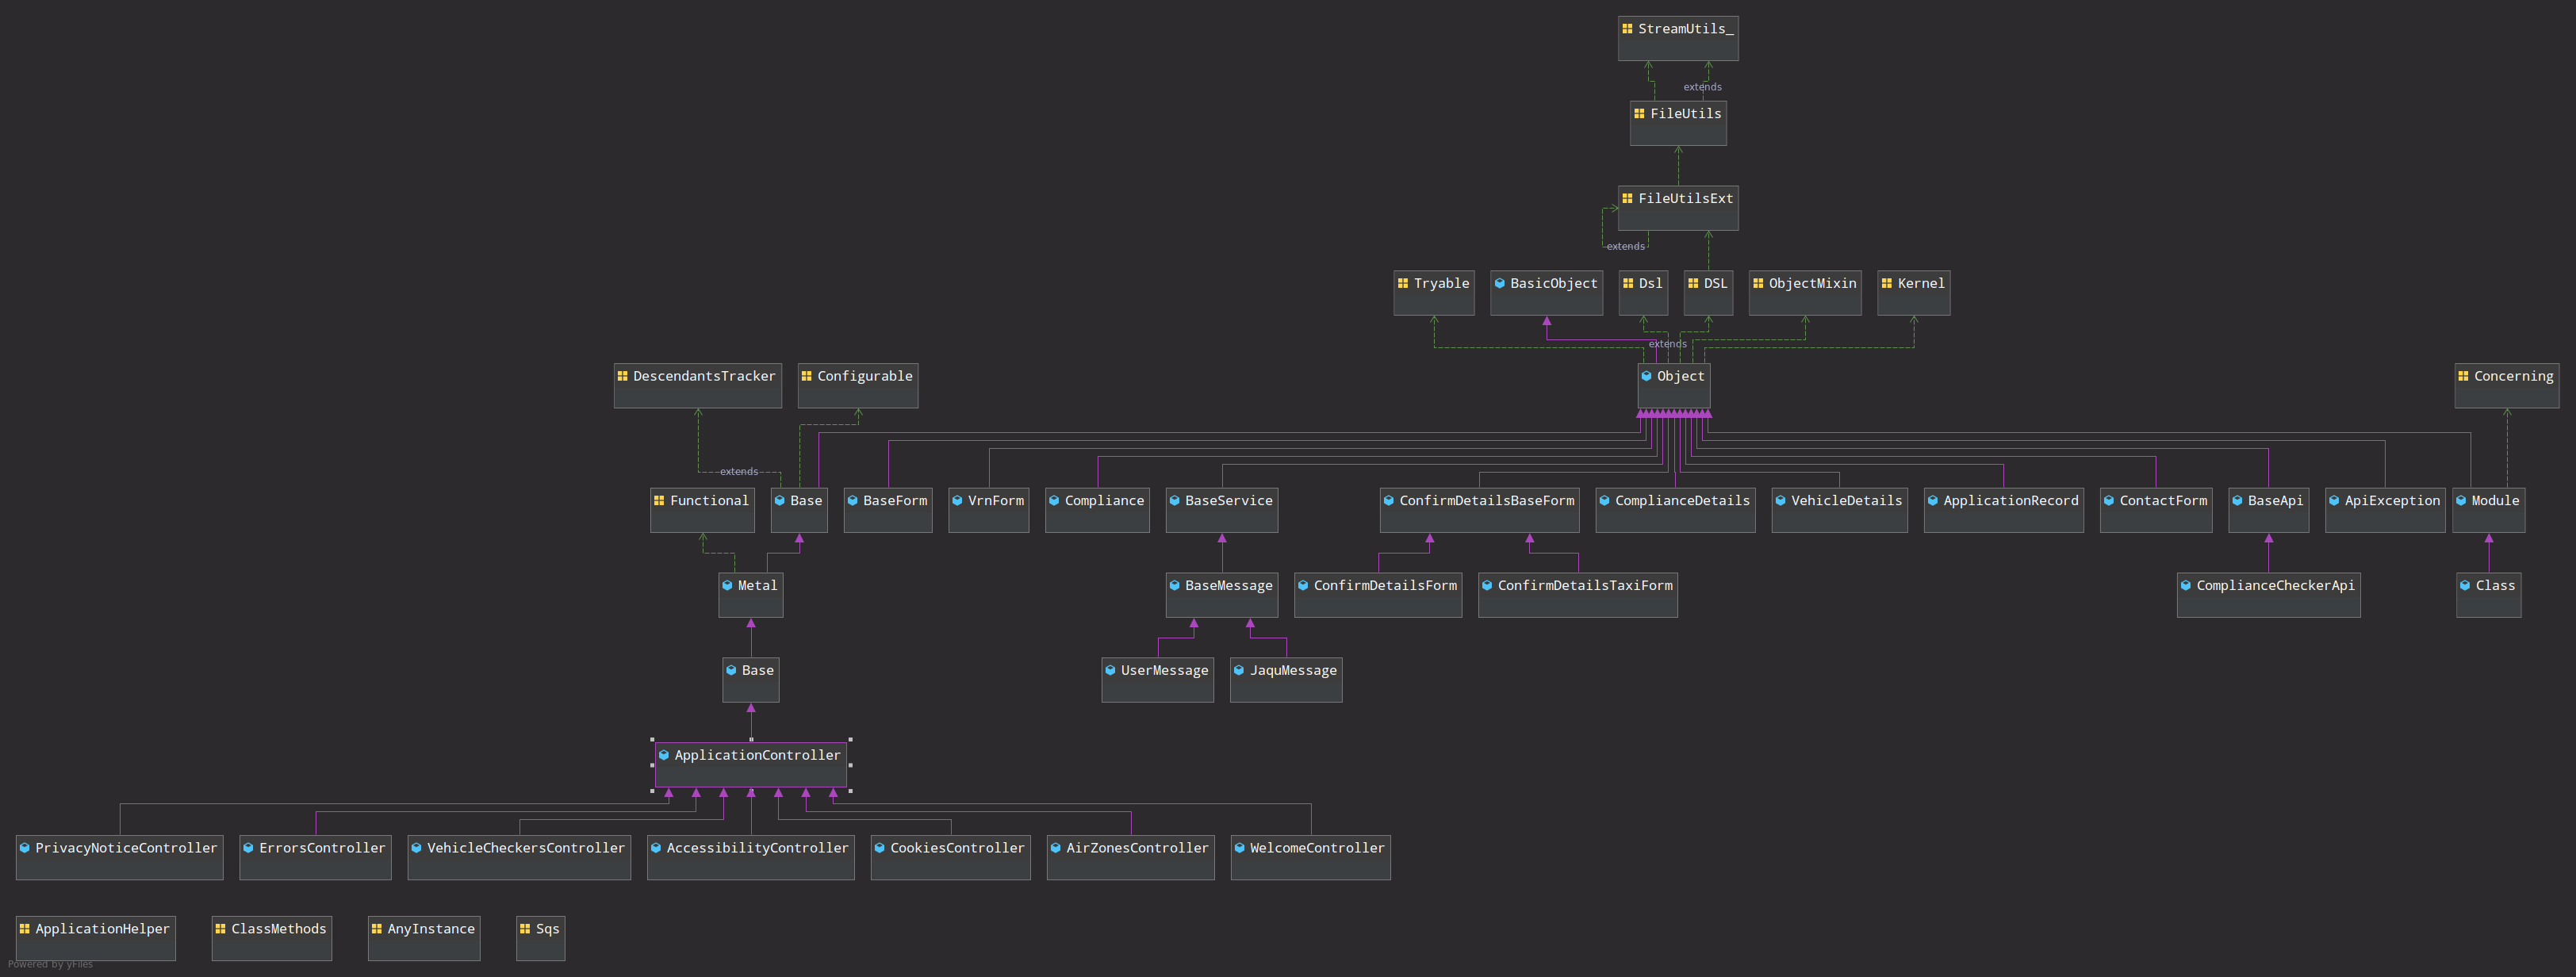 StreamUtils_
extends
FileUtils
FileUtilsExt
extends
Tryable
BasicObject
Dsl
DSL
ObjectMixin
Kernel
extends
DescendantsTracker
Configurable
Object
Concerning
extends
Functional
Base
BaseForm
VrnForm
Compliance
BaseService
ConfirmDetailsBaseForm
ComplianceDetails
VehicleDetails
ApplicationRecord
ContactForm
BaseApi
ApiException
Module
Metal
BaseMessage
ConfirmDetailsForm
ConfirmDetailsTaxiForm
ComplianceCheckerApi
Class
Base
UserMessage
JaquMessage
ApplicationController
PrivacyNoticeController
ErrorsController
VehicleCheckersController
AccessibilityController
CookiesController
AirZonesController
WelcomeController
ApplicationHelper
ClassMethods
AnyInstance
Sqs
Powered by yFiles